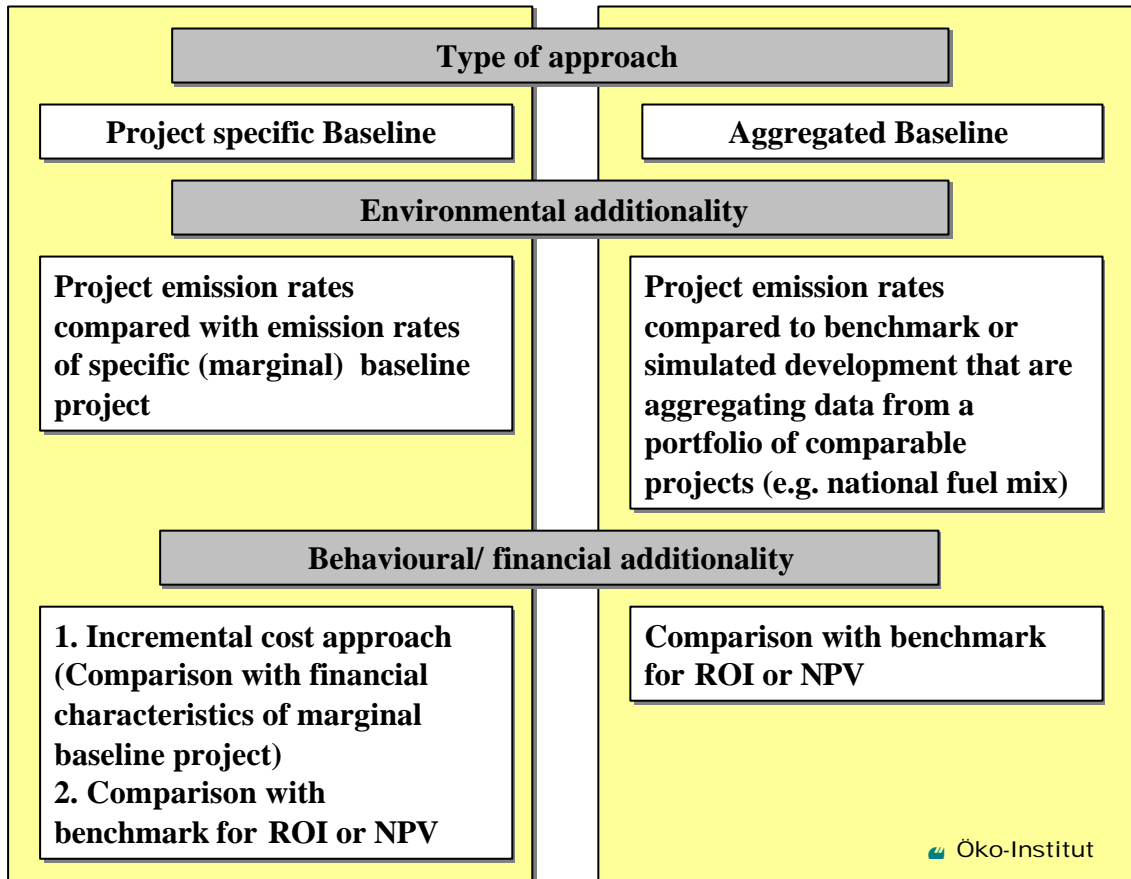 Type of approach
Project specific Baseline
Aggregated Baseline
Environmental additionality
Project emission rates
compared with emission rates
of specific (marginal) baseline
project
Project emission rates
compared to benchmark or
simulated development that are
aggregating data from a
portfolio of comparable
projects (e.g. national fuel mix)
Behavioural/ financial additionality
1. Incremental cost approach
(Comparison with financial
characteristics of marginal
baseline project)
2. Comparison with
benchmark for ROI or NPV
Comparison with benchmark
for ROI or NPV
Öko-Institut